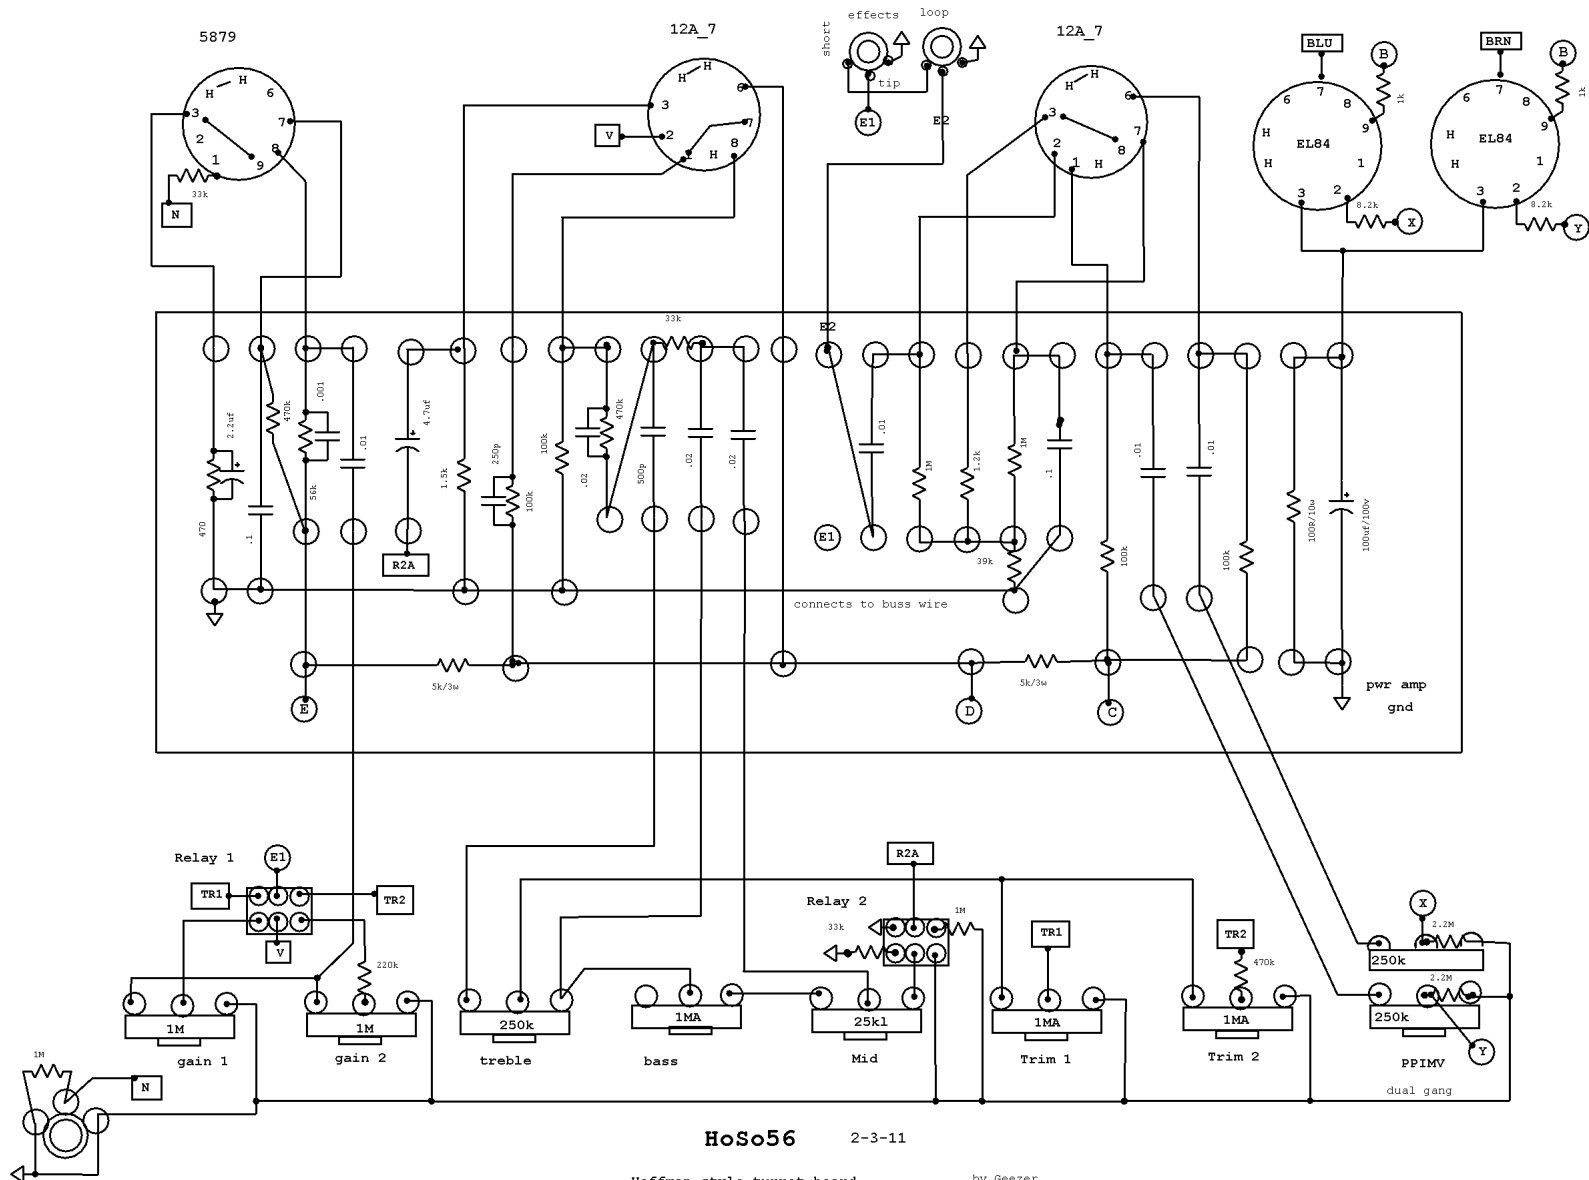 effects loop
short
5879
12A_7
12A_7
BLU
B
BRN
B
1k
1k
tip
E1
E2
H H 6
3 7
2 8
1 9
33k
N
H H 6
3
V 2 7
1 H 8
H H
3 6
2 7
1 H 8
7
6 8
9
H EL84
H 1
3 2
8.2k
X
7
6 8
9
H EL84
H 1
3 2
8.2k
Y
33k
E2
2.2uf
470k
.001
.01
4.7uf
250p
100k
470k
.01
1M
1.2k
1M
.01
.01
470
.1
56k
1.5k
100k
.02
500p
.02
.02
.1
100k
100k
100R/10w
100uf/100v
R2A
E1
39k
connects to buss wire
5k/3w
5k/3w
E
D
C
pwr amp
gnd
Relay 1
E1
TR1
TR2
V
220k
R2A
Relay 2
33k
1M
TR1
TR2
470k
X
2.2M
250k
2.2M
250k
Y
1M
gain 1
1M
gain 2
250k
treble
1MA
bass
25kl
Mid
1MA
Trim 1
1MA
Trim 2
PPIMV
dual gang
1M
N
HoSo56 2-3-11
Hoffman style turret board by Geezer